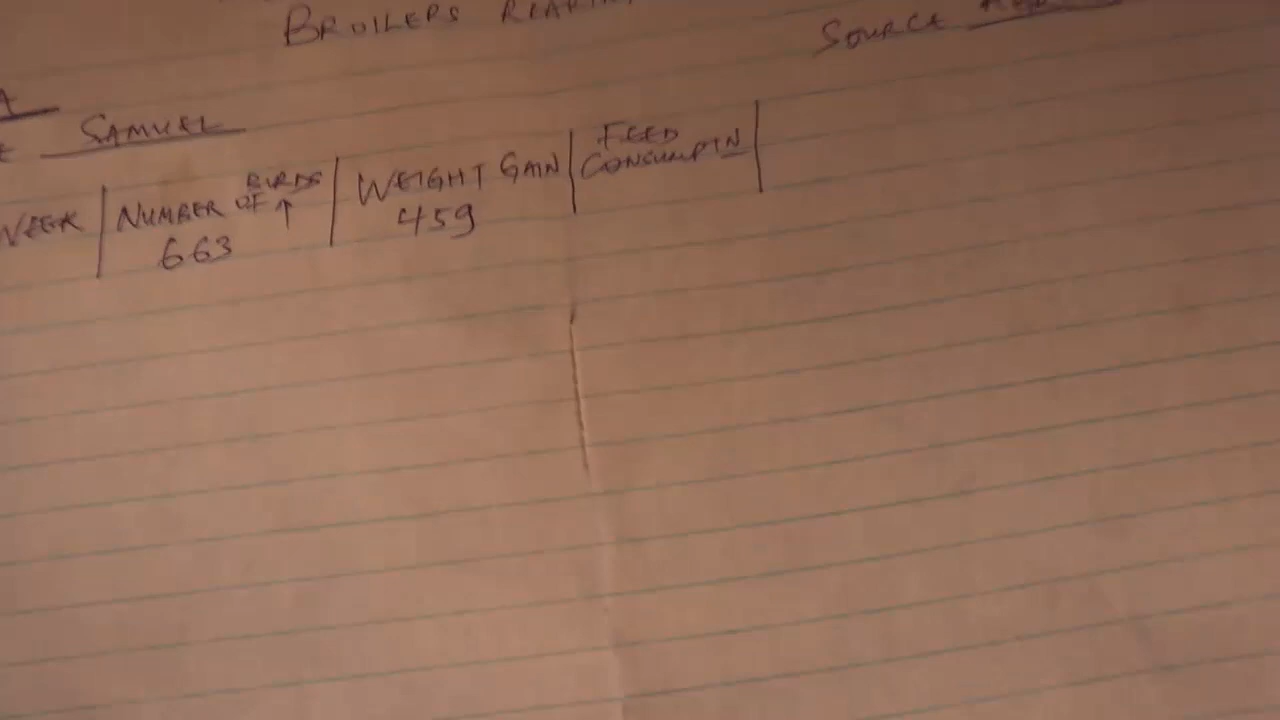 BROILERS
SOURCE
SAMUEL
WEEK | NUMBER OF BIRDS ↑ | WEIGHT GAIN | FEED CONSUMPTN |
663 459